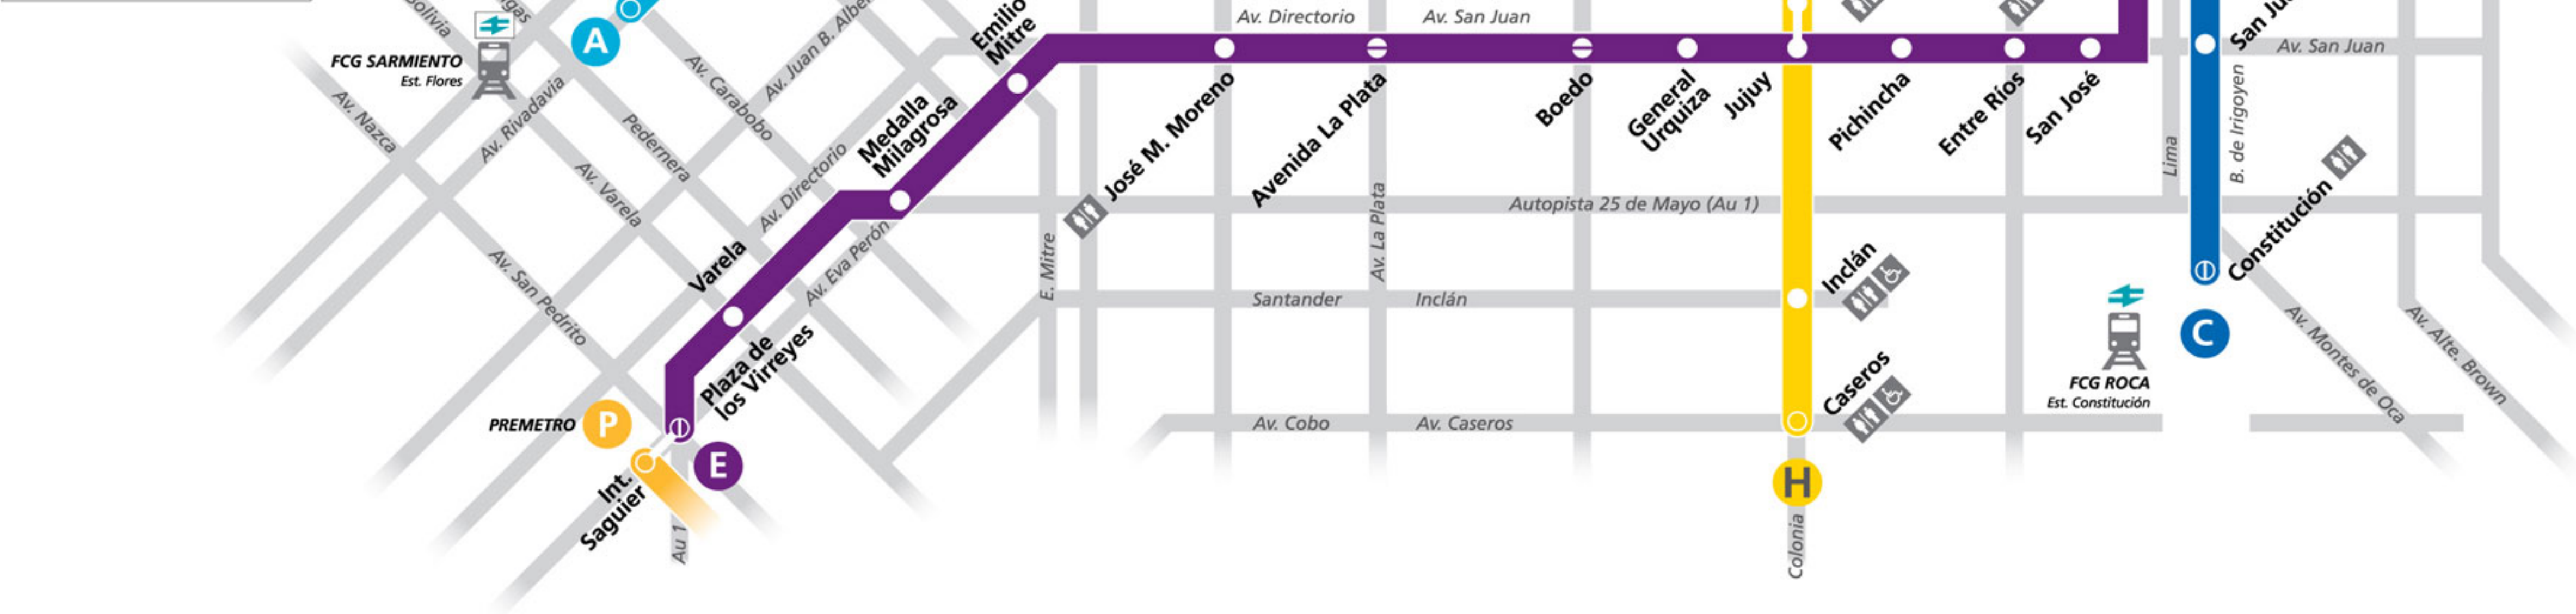 Av. Directorio
Av. San Juan
A
FCG SARMIENTO
Est. Flores
Av. Carabobo
Emilio
Mitre
Av. San Juan
Av. Nazca
Av. Rivadavia
Pedernera
Av. Varela
Medalla
Milagrosa
Av. Directorio
José M. Moreno
Avenida La Plata
Boedo
General
Urquiza
Jujuy
Pichincha
Entre Ríos
San José
Lima
B. de Irigoyen
Constitución
Autopista 25 de Mayo (Au 1)
Av. La Plata
E. Mitre
Av. San Pedrito
Varela
Av. Eva Perón
Santander
Inclán
Inclán
Plaza de
los Virreyes
C
FCG ROCA
Est. Constitución
Av. Montes de Oca
Av. Alte. Brown
Caseros
PREMETRO
P
E
Av. Cobo
Av. Caseros
H
Int.
Saguier
Au 1
Colonia